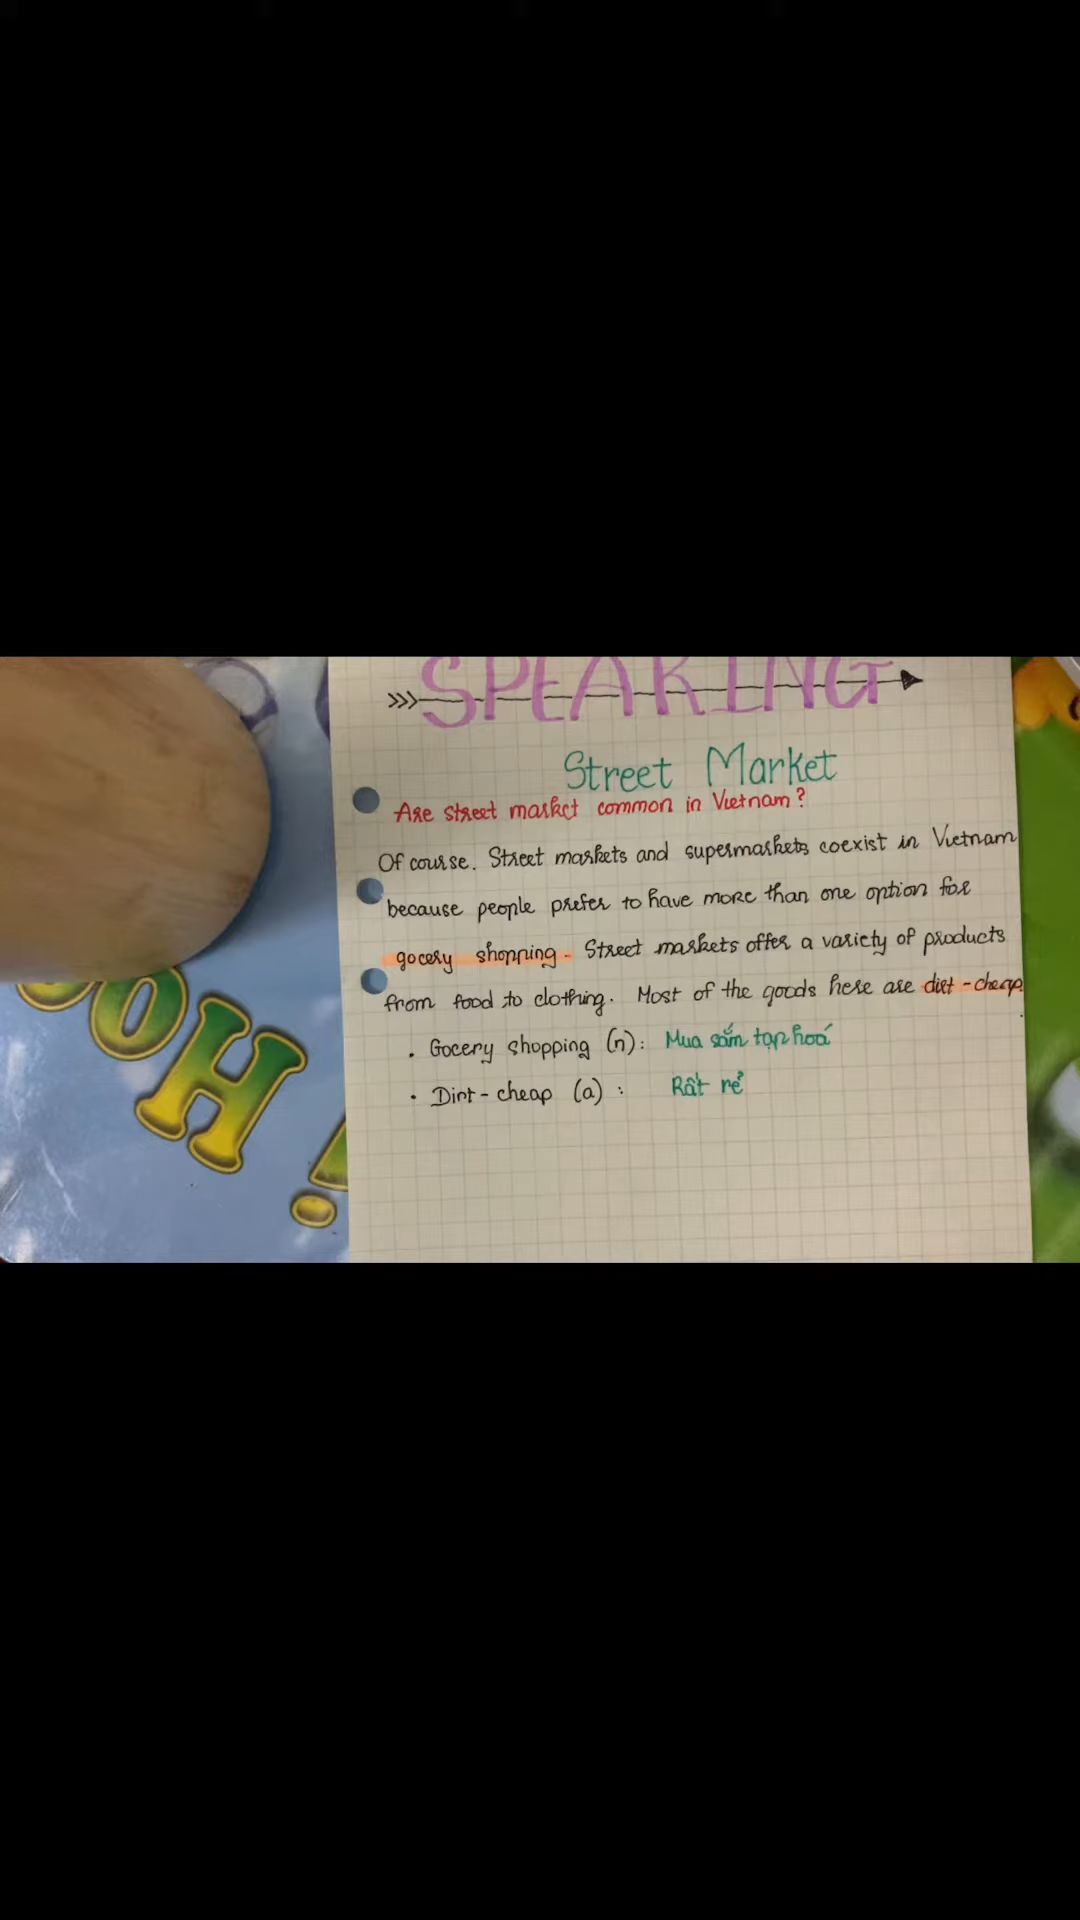 SPEAKING
Street Market
Are street market common in Vietnam?
Of course. Street markets and supermarkets coexist in Vietnam
because people prefer to have more than one option for
gocery shopping. Street markets offer a variety of products
from food to clothing. Most of the goods here are dirt-cheap.
• Gocery shopping (n): Mua sắm tạp hoá
• Dirt-cheap (a): Rất rẻ
OOH!